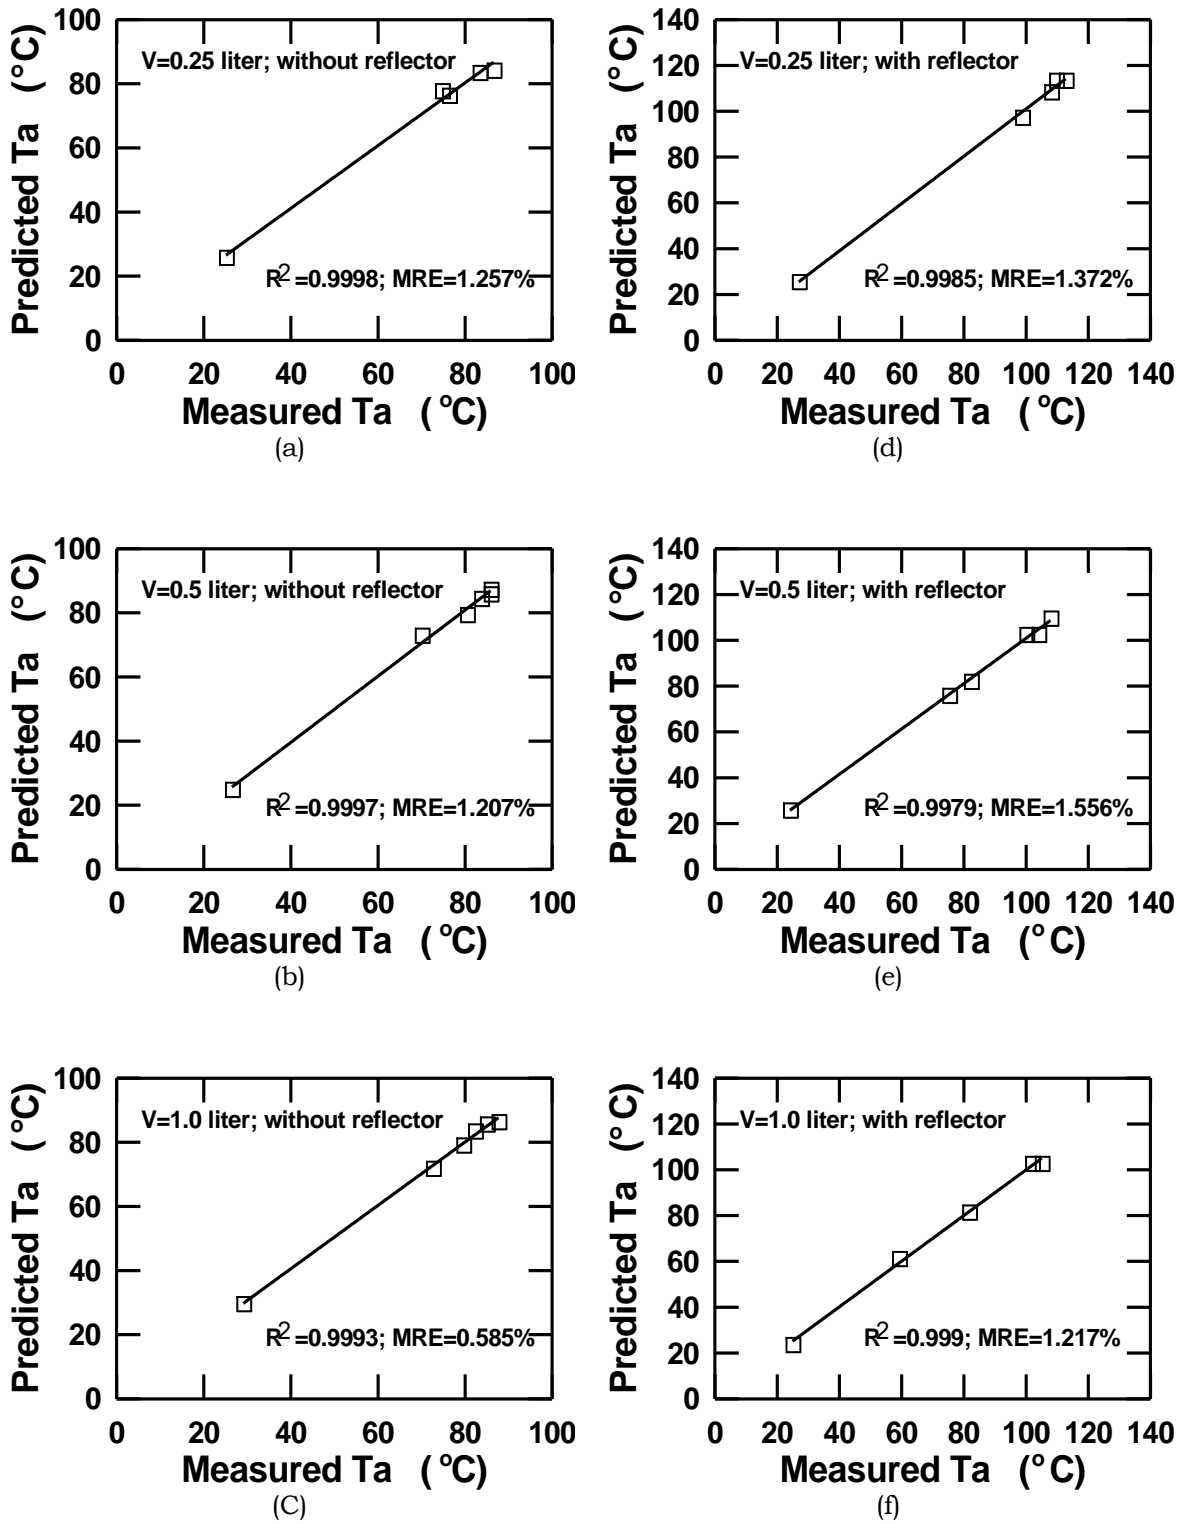 Predicted Ta (°C)
100
80
60
40
20
0
V=0.25 liter; without reflector
R2=0.9998; MRE=1.257%
0 20 40 60 80 100
Measured Ta (°C)
(a)
Predicted Ta (°C)
140
120
100
80
60
40
20
0
V=0.25 liter; with reflector
R2=0.9985; MRE=1.372%
0 20 40 60 80 100 120 140
Measured Ta (°C)
(d)
Predicted Ta (°C)
100
80
60
40
20
0
V=0.5 liter; without reflector
R2=0.9997; MRE=1.207%
0 20 40 60 80 100
Measured Ta (°C)
(b)
Predicted Ta (°C)
140
120
100
80
60
40
20
0
V=0.5 liter; with reflector
R2=0.9979; MRE=1.556%
0 20 40 60 80 100 120 140
Measured Ta (°C)
(e)
Predicted Ta (°C)
100
80
60
40
20
0
V=1.0 liter; without reflector
R2=0.9993; MRE=0.585%
0 20 40 60 80 100
Measured Ta (°C)
(C)
Predicted Ta (°C)
140
120
100
80
60
40
20
0
V=1.0 liter; with reflector
R2=0.999; MRE=1.217%
0 20 40 60 80 100 120 140
Measured Ta (°C)
(f)